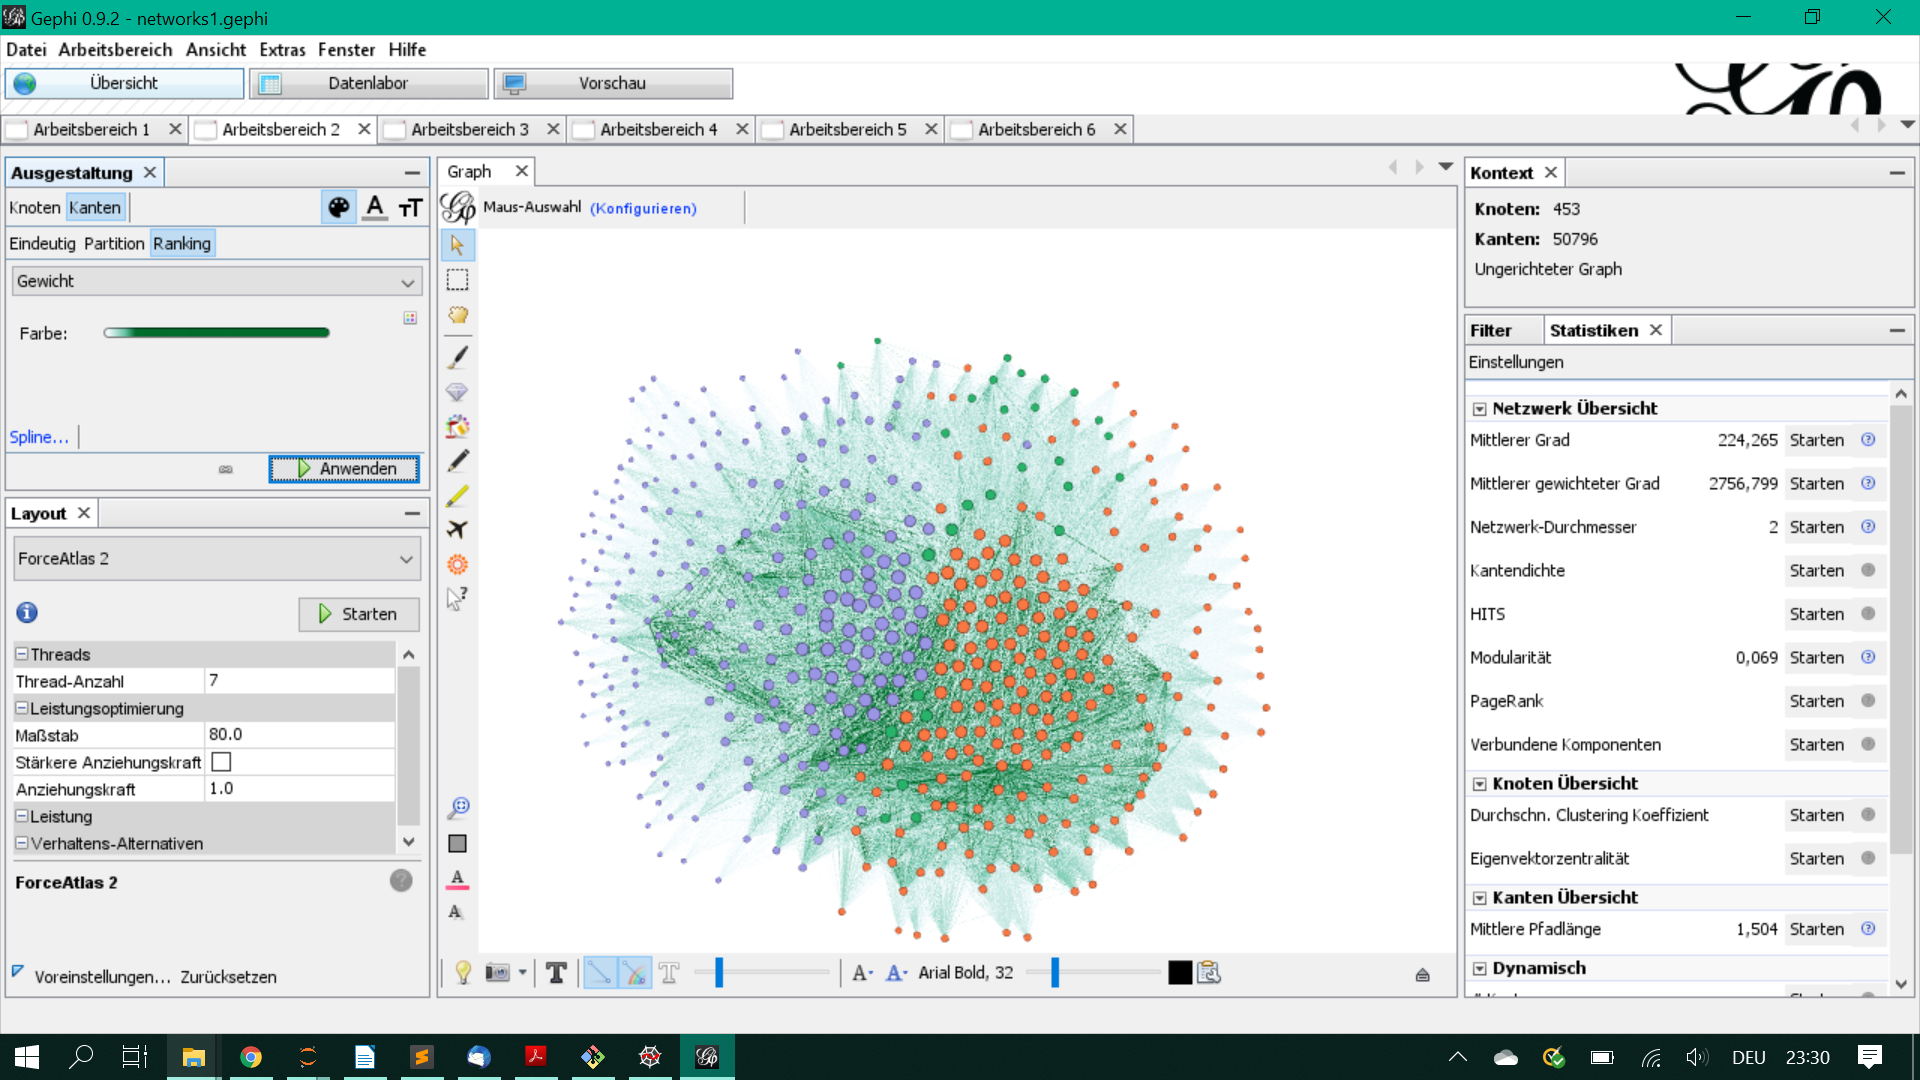 Gephi 0.9.2 - networks1.gephi
Datei Arbeitsbereich Ansicht Extras Fenster Hilfe
Übersicht Datenlabor Vorschau
Arbeitsbereich 1 Arbeitsbereich 2 Arbeitsbereich 3 Arbeitsbereich 4 Arbeitsbereich 5 Arbeitsbereich 6
Ausgestaltung
Knoten Kanten
Eindeutig Partition Ranking
Gewicht
Farbe:
Spline...
Anwenden
Layout
ForceAtlas 2
Starten
Threads
Thread-Anzahl 7
Leistungsoptimierung
Maßstab 80.0
Stärkere Anziehungskraft
Anziehungskraft 1.0
Leistung
Verhaltens-Alternativen
ForceAtlas 2
Voreinstellungen... Zurücksetzen
Graph
Maus-Auswahl (Konfigurieren)
Arial Bold, 32
Kontext
Knoten: 453
Kanten: 50796
Ungerichteter Graph
Filter Statistiken
Einstellungen
Netzwerk Übersicht
Mittlerer Grad 224,265 Starten
Mittlerer gewichteter Grad 2756,799 Starten
Netzwerk-Durchmesser 2 Starten
Kantendichte Starten
HITS Starten
Modularität 0,069 Starten
PageRank Starten
Verbundene Komponenten Starten
Knoten Übersicht
Durchschn. Clustering Koeffizient Starten
Eigenvektorzentralität Starten
Kanten Übersicht
Mittlere Pfadlänge 1,504 Starten
Dynamisch
DEU 23:30